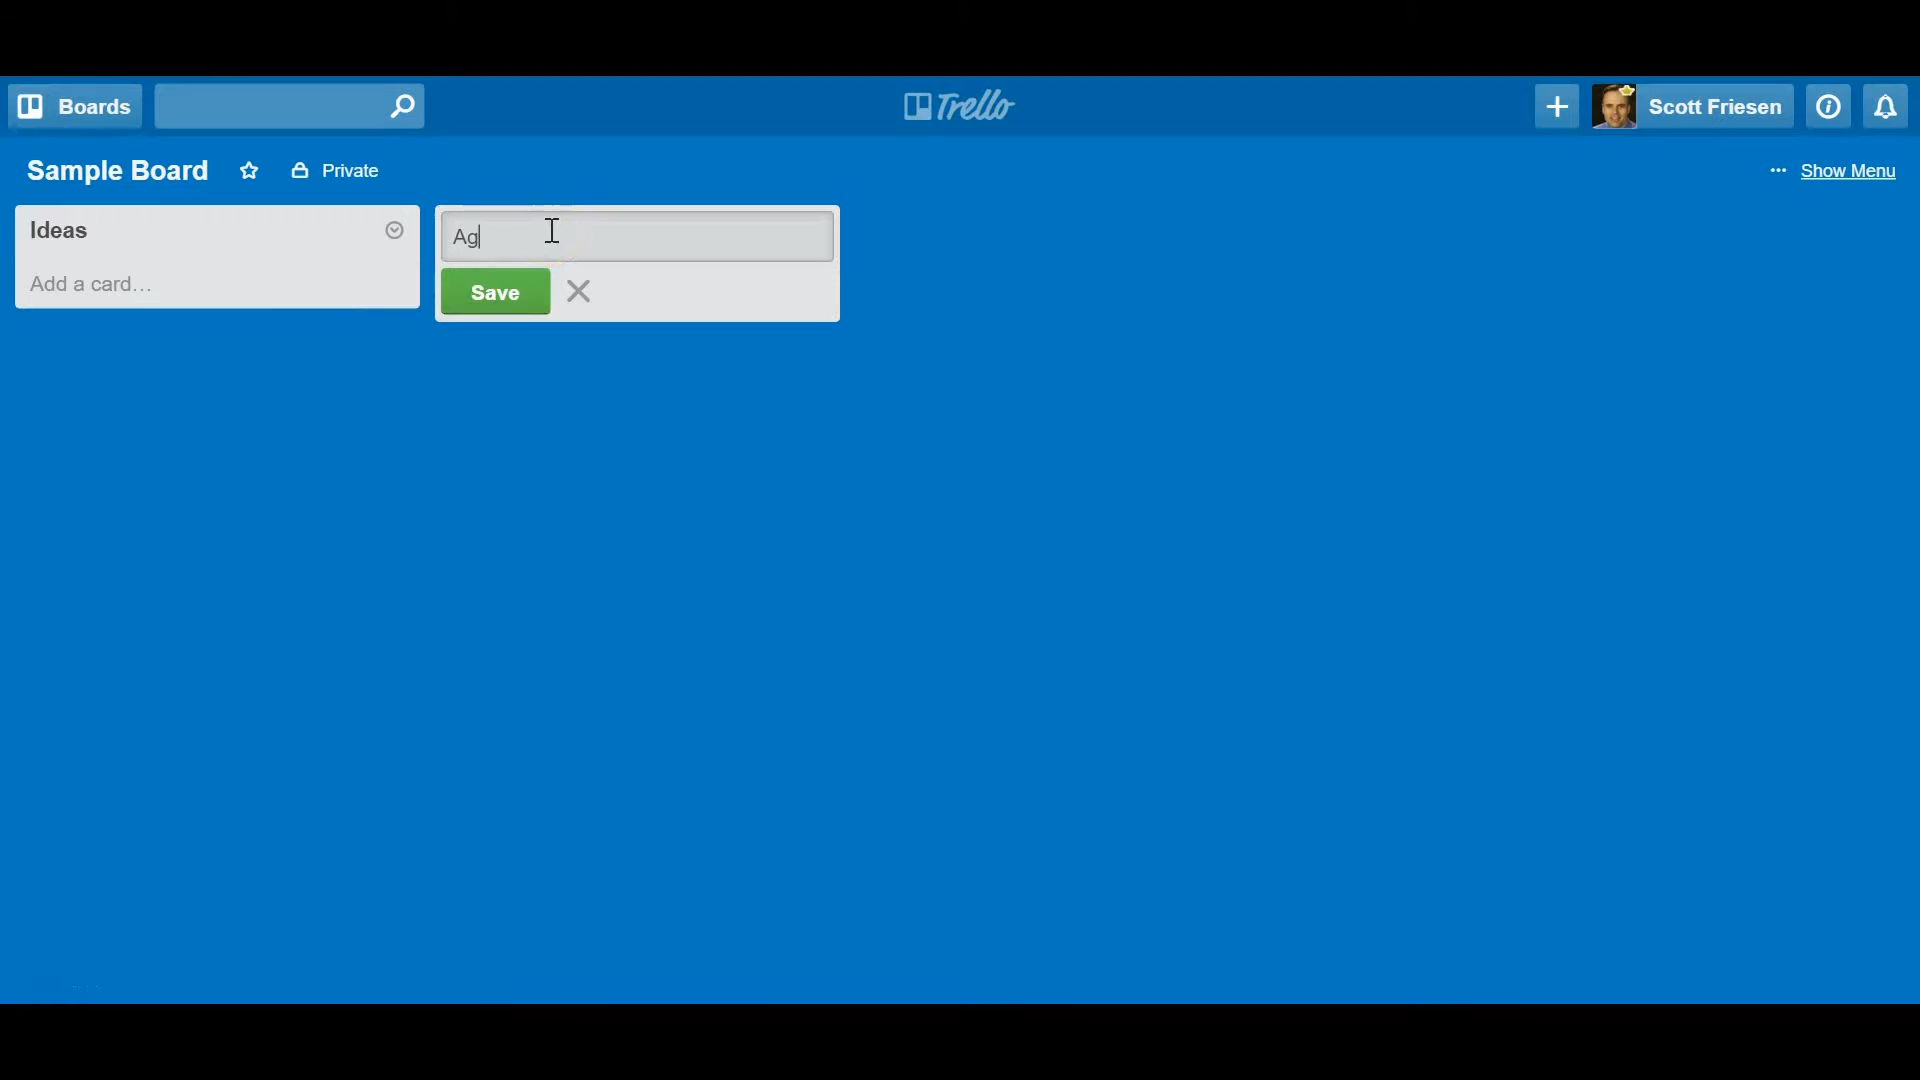 Boards
Trello
Scott Friesen
Sample Board
Private
Show Menu
Ideas
Add a card…
Ag
Save